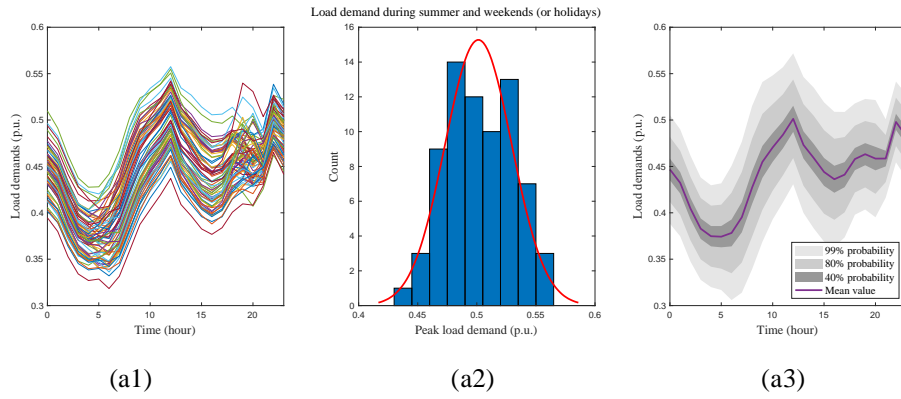 Load demand during summer and weekends (or holidays)
0.6
0.55
0.5
0.45
0.4
0.35
0.3
Load demands (p.u.)
0
5
10
15
20
Time (hour)
16
14
12
10
8
6
4
2
0
Count
0.4
0.45
0.5
0.55
0.6
Peak load demand (p.u.)
0.6
0.55
0.5
0.45
0.4
0.35
0.3
Load demands (p.u.)
99% probability
80% probability
40% probability
Mean value
0
5
10
15
20
Time (hour)
(a1)
(a2)
(a3)